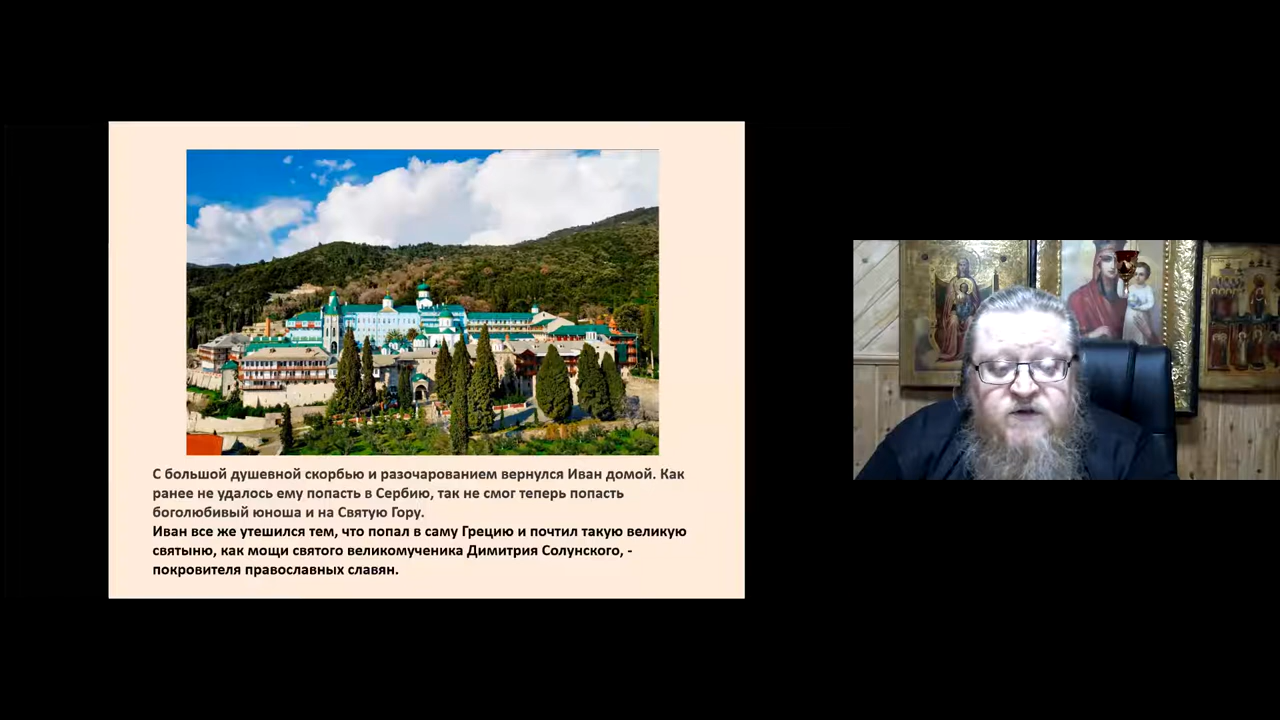 С большой душевной скорбью и разочарованием вернулся Иван домой. Как
ранее не удалось ему попасть в Сербию, так не смог теперь попасть
боголюбивый юноша и на Святую Гору.
Иван все же утешился тем, что попал в саму Грецию и почтил такую великую
святыню, как мощи святого великомученика Димитрия Солунского, -
покровителя православных славян.